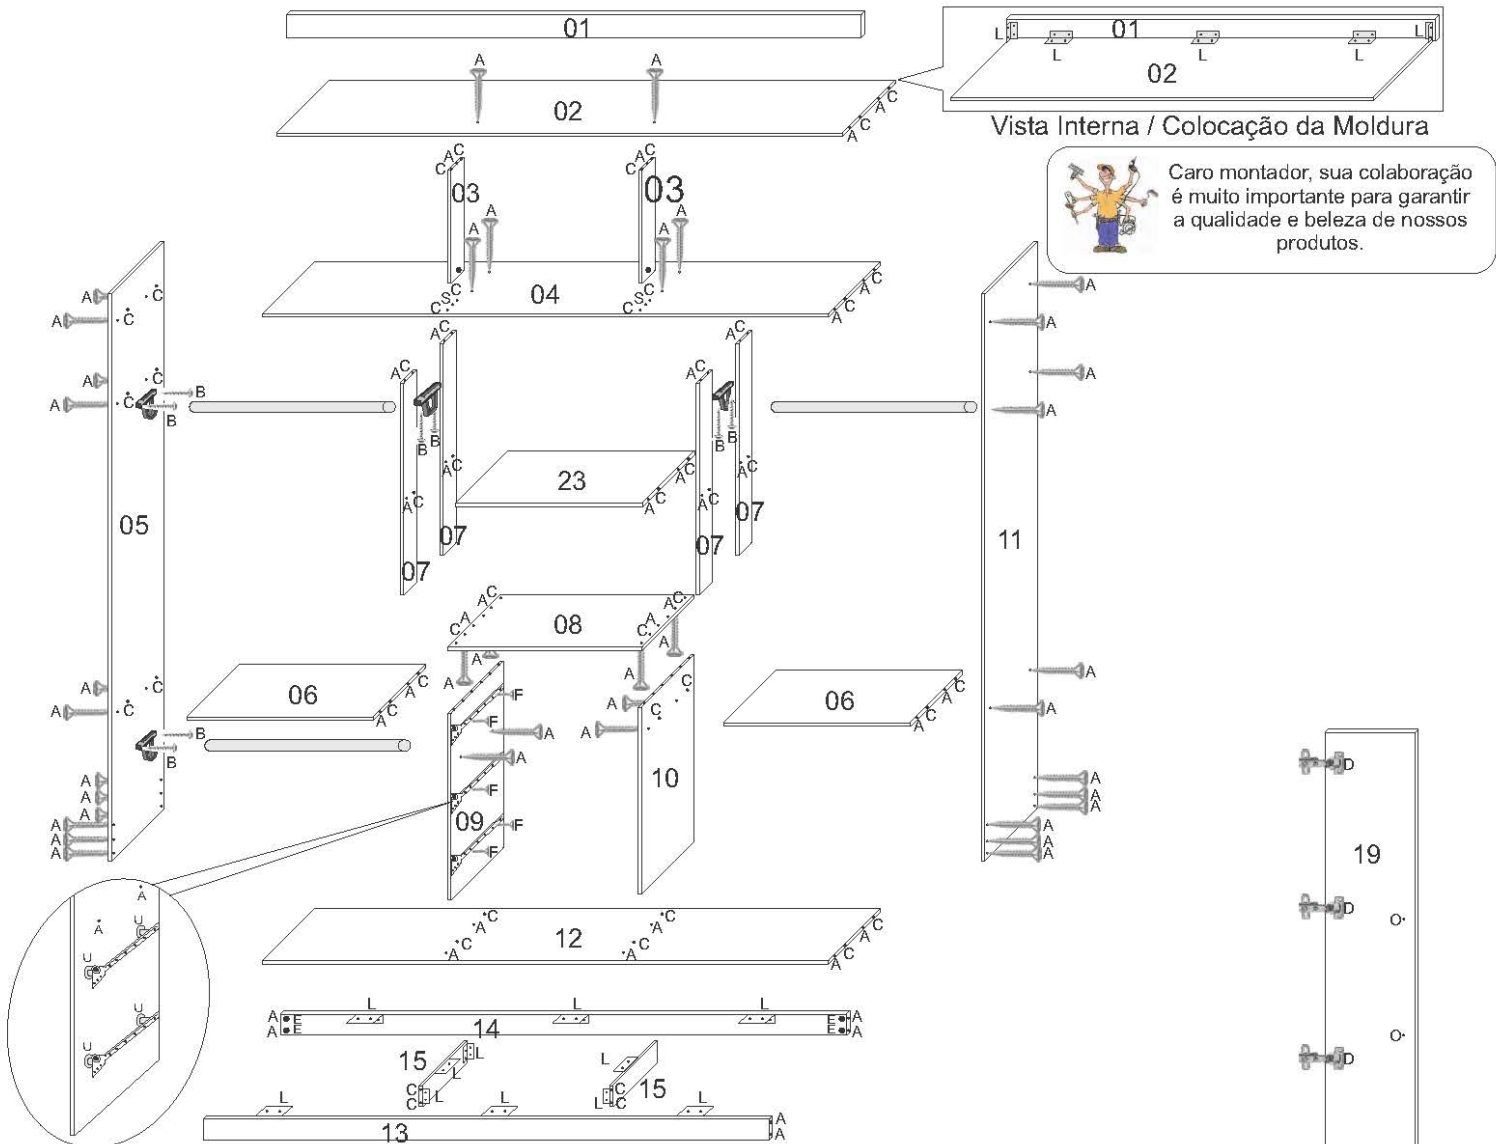 01
L 01 L
L L L
02
A A
02
A C A C
Vista Interna / Colocação da Moldura
Caro montador, sua colaboração
é muito importante para garantir
a qualidade e beleza de nossos
produtos.
C A C
03
C A C
03
A A
A A
04
C S C
C S C
A C A C
05
A C
A C
A C
A C
B
B
A C
A C
B
B
A
A
A
A
A
A
A C
A C
A C
A C
B B
B B
A C
A C
A C
A C
07
07
07
07
23
A C A C
11
A
A
A
A
A
A
A
A
A
A
A
A
08
C A A C
C A A C
A A
A A
06
A C A C
06
A C A C
09
F
F
F
F
A
A
10
A
A
C
C
A
A
U
U
U
U
12
A C A C
A C A C
A C A C
14
L L L
A E E A
A E E A
15
L
L
C
C L
15
L
L C
C
13
L L L
A
A
19
D
D
D
O
O